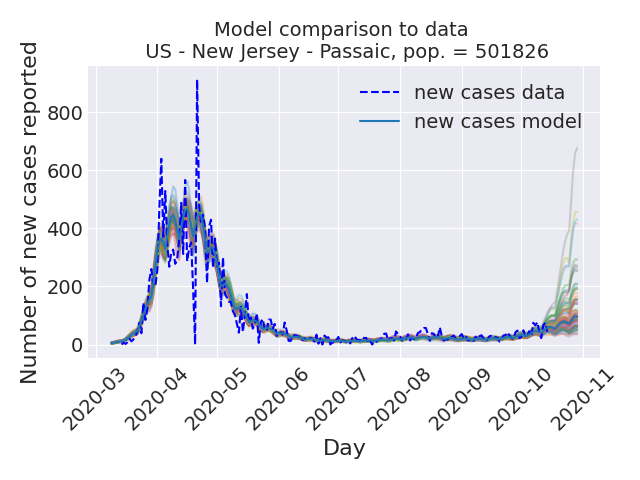 Model comparison to data
US - New Jersey - Passaic, pop. = 501826
Number of new cases reported
800
600
400
200
0
new cases data
new cases model
2020-03
2020-04
2020-05
2020-06
2020-07
2020-08
2020-09
2020-10
2020-11
Day